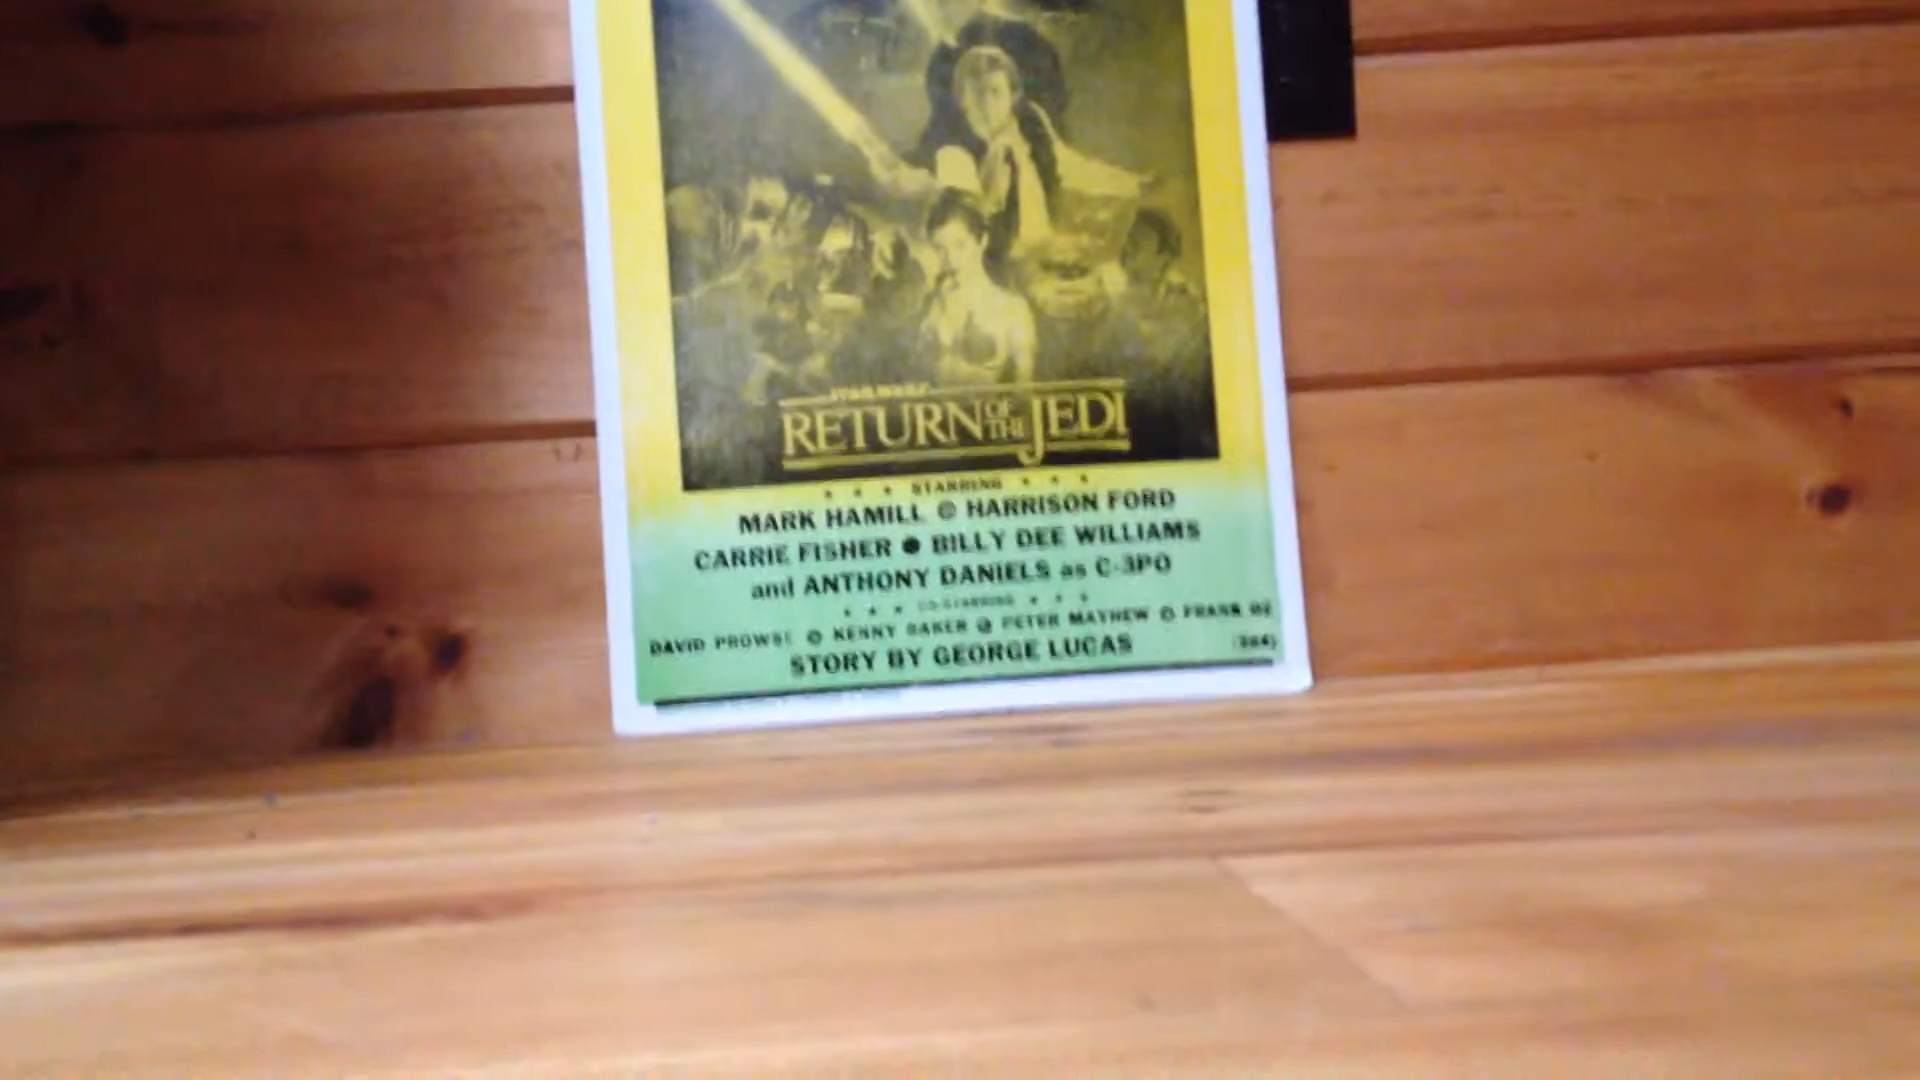 STAR WARS
RETURN OF THE JEDI
STARRING
MARK HAMILL HARRISON FORD
CARRIE FISHER ● BILLY DEE WILLIAMS
and ANTHONY DANIELS as C-3PO
CO-STARRING
DAVID PROWSE KENNY BAKER PETER MAYHEW FRANK OZ
STORY BY GEORGE LUCAS